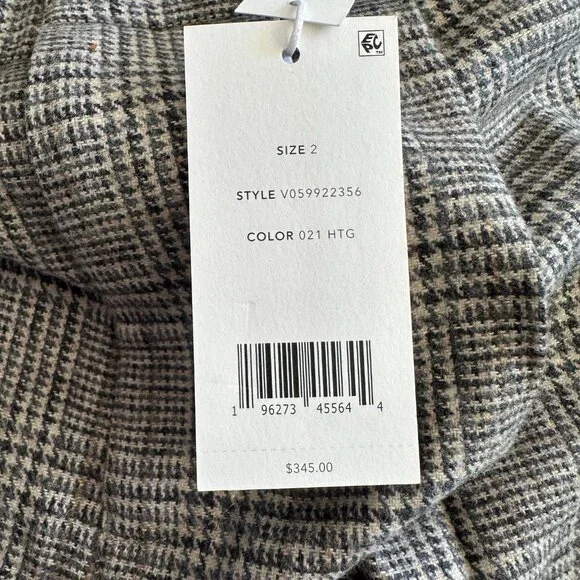 SIZE 2
STYLE V059922356
COLOR 021 HTG
1 96273 45564 4
$345.00